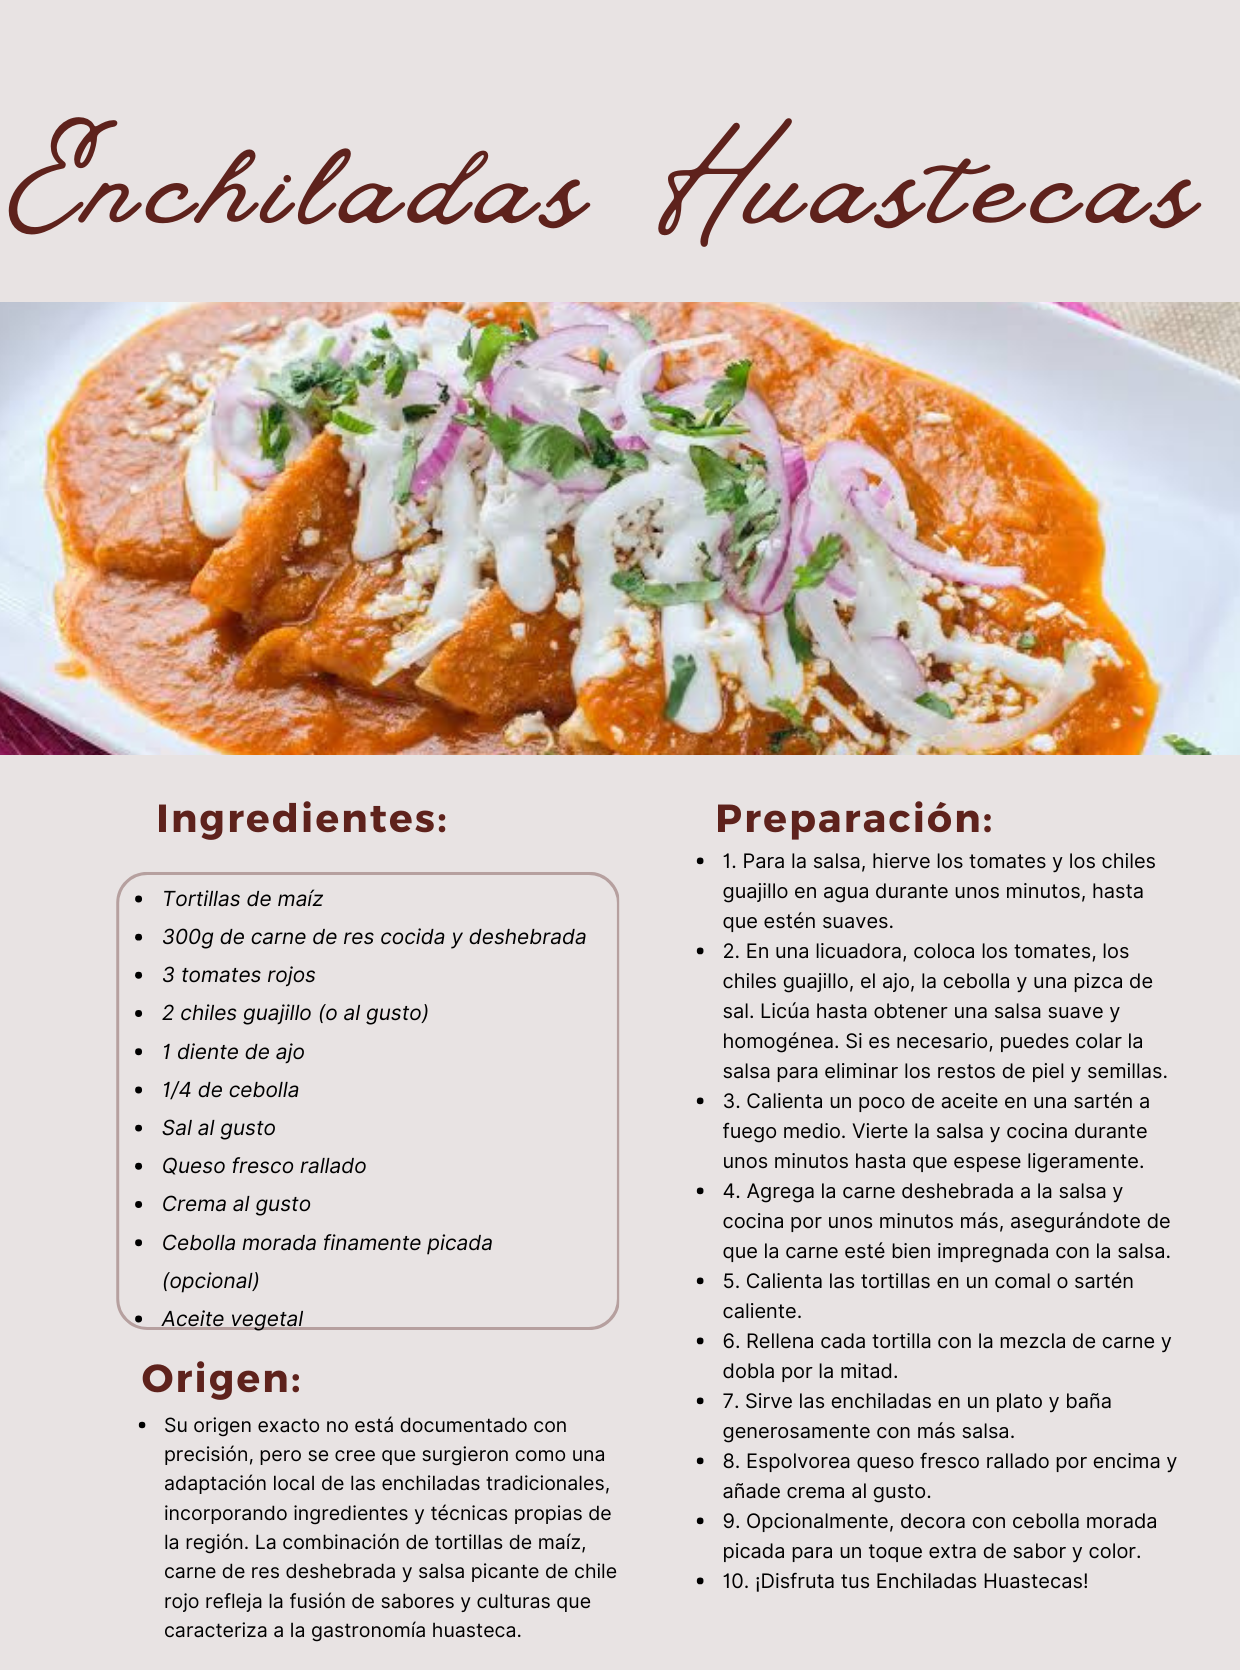 Enchiladas Huastecas
Ingredientes:
• Tortillas de maíz
• 300g de carne de res cocida y deshebrada
• 3 tomates rojos
• 2 chiles guajillo (o al gusto)
• 1 diente de ajo
• 1/4 de cebolla
• Sal al gusto
• Queso fresco rallado
• Crema al gusto
• Cebolla morada finamente picada
(opcional)
• Aceite vegetal
Origen:
• Su origen exacto no está documentado con
precisión, pero se cree que surgieron como una
adaptación local de las enchiladas tradicionales,
incorporando ingredientes y técnicas propias de
la región. La combinación de tortillas de maíz,
carne de res deshebrada y salsa picante de chile
rojo refleja la fusión de sabores y culturas que
caracteriza a la gastronomía huasteca.
Preparación:
• 1. Para la salsa, hierve los tomates y los chiles
guajillo en agua durante unos minutos, hasta
que estén suaves.
• 2. En una licuadora, coloca los tomates, los
chiles guajillo, el ajo, la cebolla y una pizca de
sal. Licúa hasta obtener una salsa suave y
homogénea. Si es necesario, puedes colar la
salsa para eliminar los restos de piel y semillas.
• 3. Calienta un poco de aceite en una sartén a
fuego medio. Vierte la salsa y cocina durante
unos minutos hasta que espese ligeramente.
• 4. Agrega la carne deshebrada a la salsa y
cocina por unos minutos más, asegurándote de
que la carne esté bien impregnada con la salsa.
• 5. Calienta las tortillas en un comal o sartén
caliente.
• 6. Rellena cada tortilla con la mezcla de carne y
dobla por la mitad.
• 7. Sirve las enchiladas en un plato y baña
generosamente con más salsa.
• 8. Espolvorea queso fresco rallado por encima y
añade crema al gusto.
• 9. Opcionalmente, decora con cebolla morada
picada para un toque extra de sabor y color.
• 10. ¡Disfruta tus Enchiladas Huastecas!